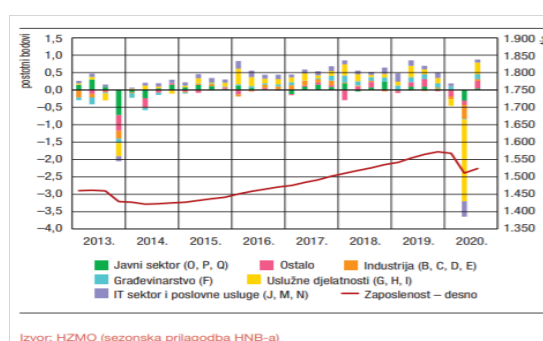 postotni bodovi
1,5 1.900
1,0 1.850
0,5 1.800
0,0 1.750
−0,5 1.700
−1,0 1.650
−1,5 1.600
−2,0 1.550
−2,5 1.500
−3,0 1.450
−3,5 1.400
−4,0 1.350
2013. 2014. 2015. 2016. 2017. 2018. 2019. 2020.
Javni sektor (O, P, Q) Ostalo Industrija (B, C, D, E)
Građevinarstvo (F) Uslužne djelatnosti (G, H, I)
IT sektor i poslovne usluge (J, M, N) Zaposlenost – desno
Izvor: HZMO (sezonska prilagodba HNB-a)